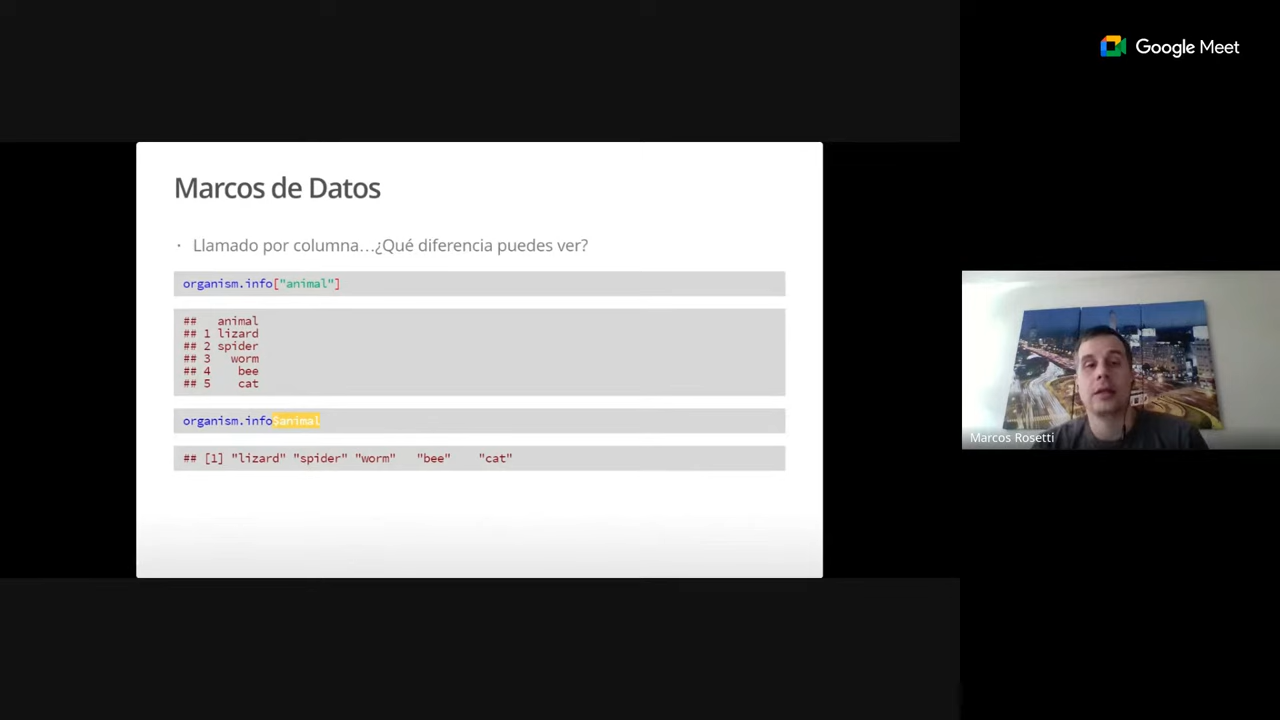 Google Meet
Marcos de Datos
· Llamado por columna…¿Qué diferencia puedes ver?
organism.info["animal"]
##   animal
## 1 lizard
## 2 spider
## 3   worm
## 4    bee
## 5    cat
organism.info$animal
## [1] "lizard" "spider" "worm"   "bee"    "cat"
Marcos Rosetti